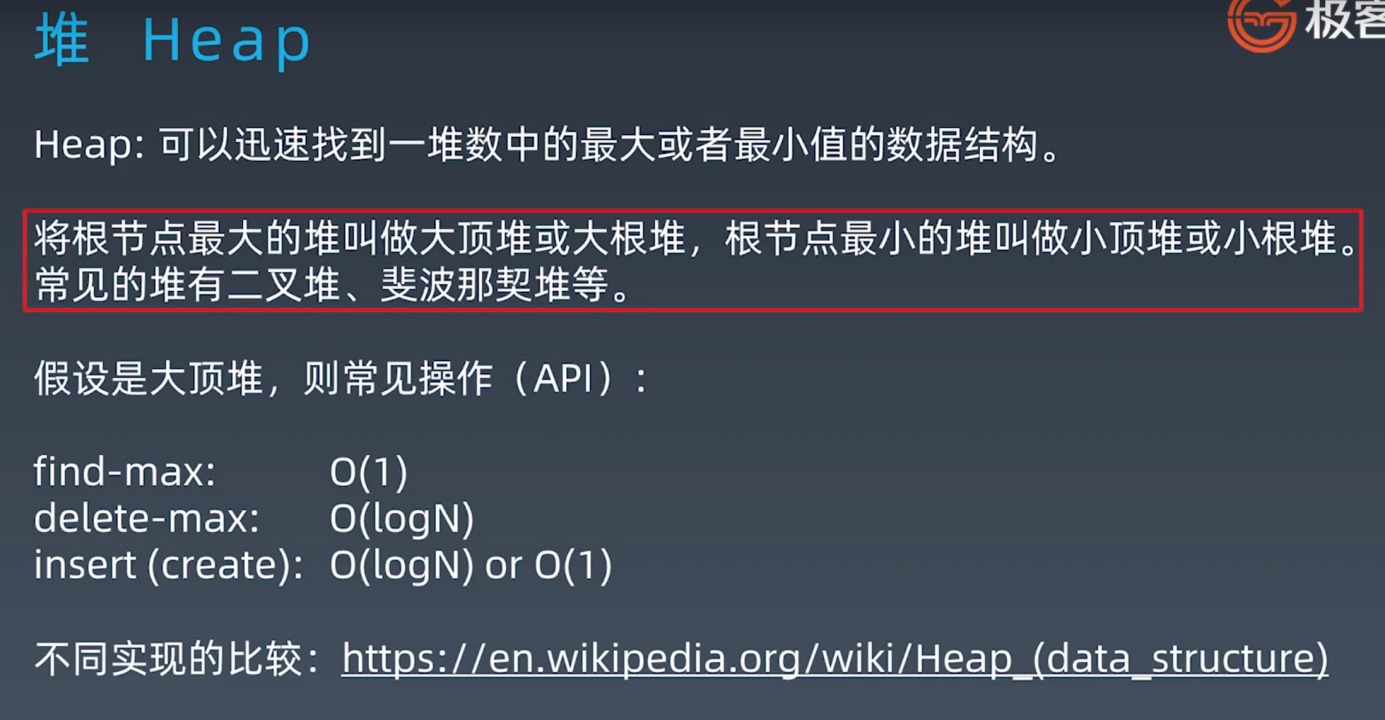 堆 Heap
极客
Heap: 可以迅速找到一堆数中的最大或者最小值的数据结构。
将根节点最大的堆叫做大顶堆或大根堆，根节点最小的堆叫做小顶堆或小根堆。
常见的堆有二叉堆、斐波那契堆等。
假设是大顶堆，则常见操作（API）:
find-max: O(1)
delete-max: O(logN)
insert (create): O(logN) or O(1)
不同实现的比较：https://en.wikipedia.org/wiki/Heap_(data_structure)